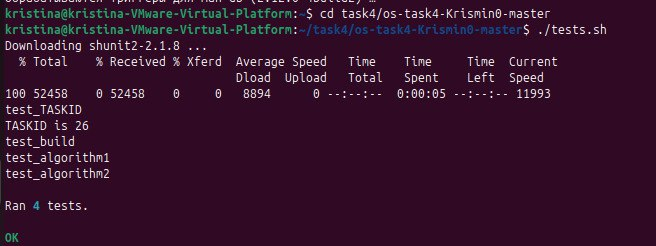 обрабатываются триггеры для man-db (2.12.0-4build2) …
kristina@kristina-VMware-Virtual-Platform:~$ cd task4/os-task4-Krismin0-master
kristina@kristina-VMware-Virtual-Platform:~/task4/os-task4-Krismin0-master$ ./tests.sh
Downloading shunit2-2.1.8 ...
% Total % Received % Xferd Average Speed Time Time Time Current
Dload Upload Total Spent Left Speed
100 52458 0 52458 0 0 8894 0 --:--:-- 0:00:05 --:--:-- 11993
test_TASKID
TASKID is 26
test_build
test_algorithm1
test_algorithm2
Ran 4 tests.
OK